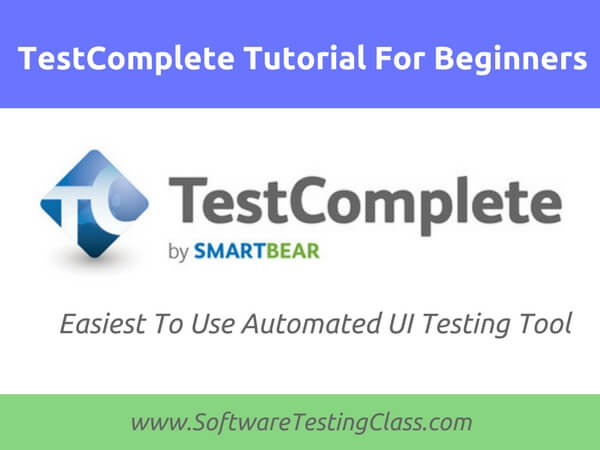 TestComplete Tutorial For Beginners
TC
TestComplete
by SMARTBEAR
Easiest To Use Automated UI Testing Tool
www.SoftwareTestingClass.com